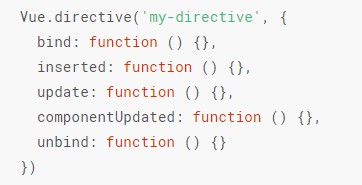 Vue.directive('my-directive', {
  bind: function () {},
  inserted: function () {},
  update: function () {},
  componentUpdated: function () {},
  unbind: function () {}
})